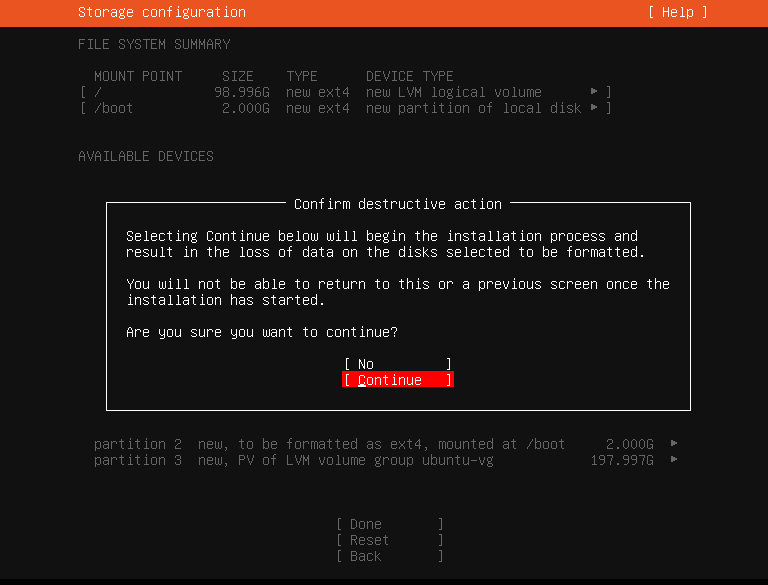 Storage configuration [ Help ]
FILE SYSTEM SUMMARY
MOUNT POINT SIZE TYPE DEVICE TYPE
[ / 98.996G new ext4 new LVM logical volume ▸ ]
[ /boot 2.000G new ext4 new partition of local disk ▸ ]
AVAILABLE DEVICES
Confirm destructive action
Selecting Continue below will begin the installation process and
result in the loss of data on the disks selected to be formatted.
You will not be able to return to this or a previous screen once the
installation has started.
Are you sure you want to continue?
[ No ]
[ Continue ]
partition 2 new, to be formatted as ext4, mounted at /boot 2.000G ▸
partition 3 new, PV of LVM volume group ubuntu-vg 197.997G ▸
[ Done ]
[ Reset ]
[ Back ]